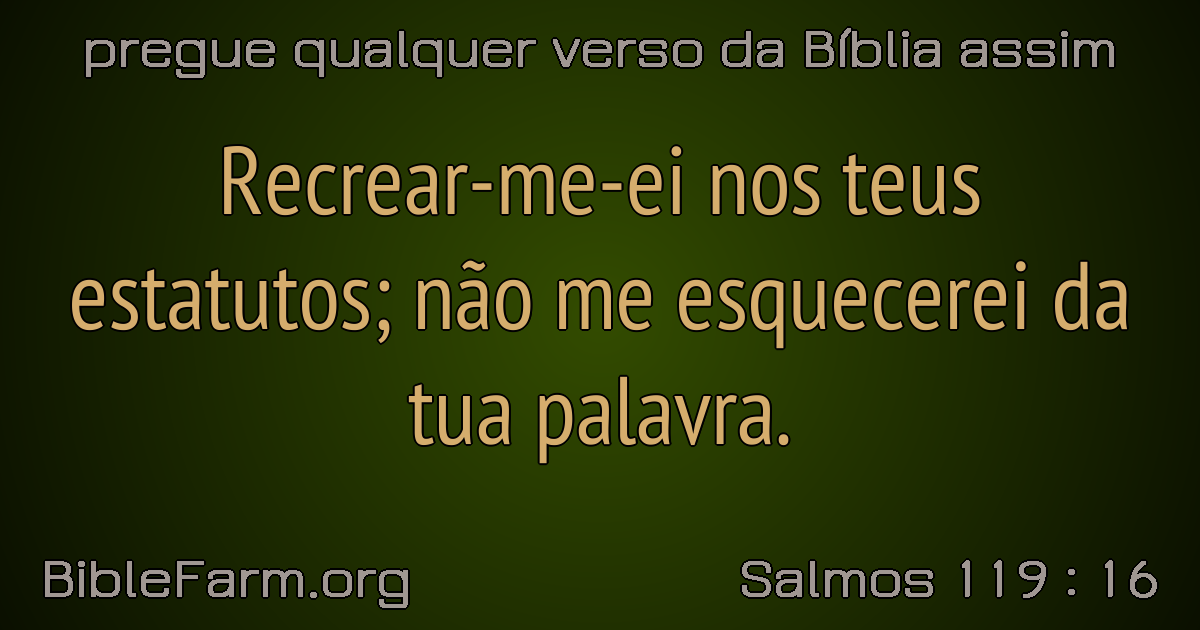 pregue qualquer verso da Bíblia assim
Recrear-me-ei nos teus
estatutos; não me esquecerei da
tua palavra.
BibleFarm.org
Salmos 119 : 16